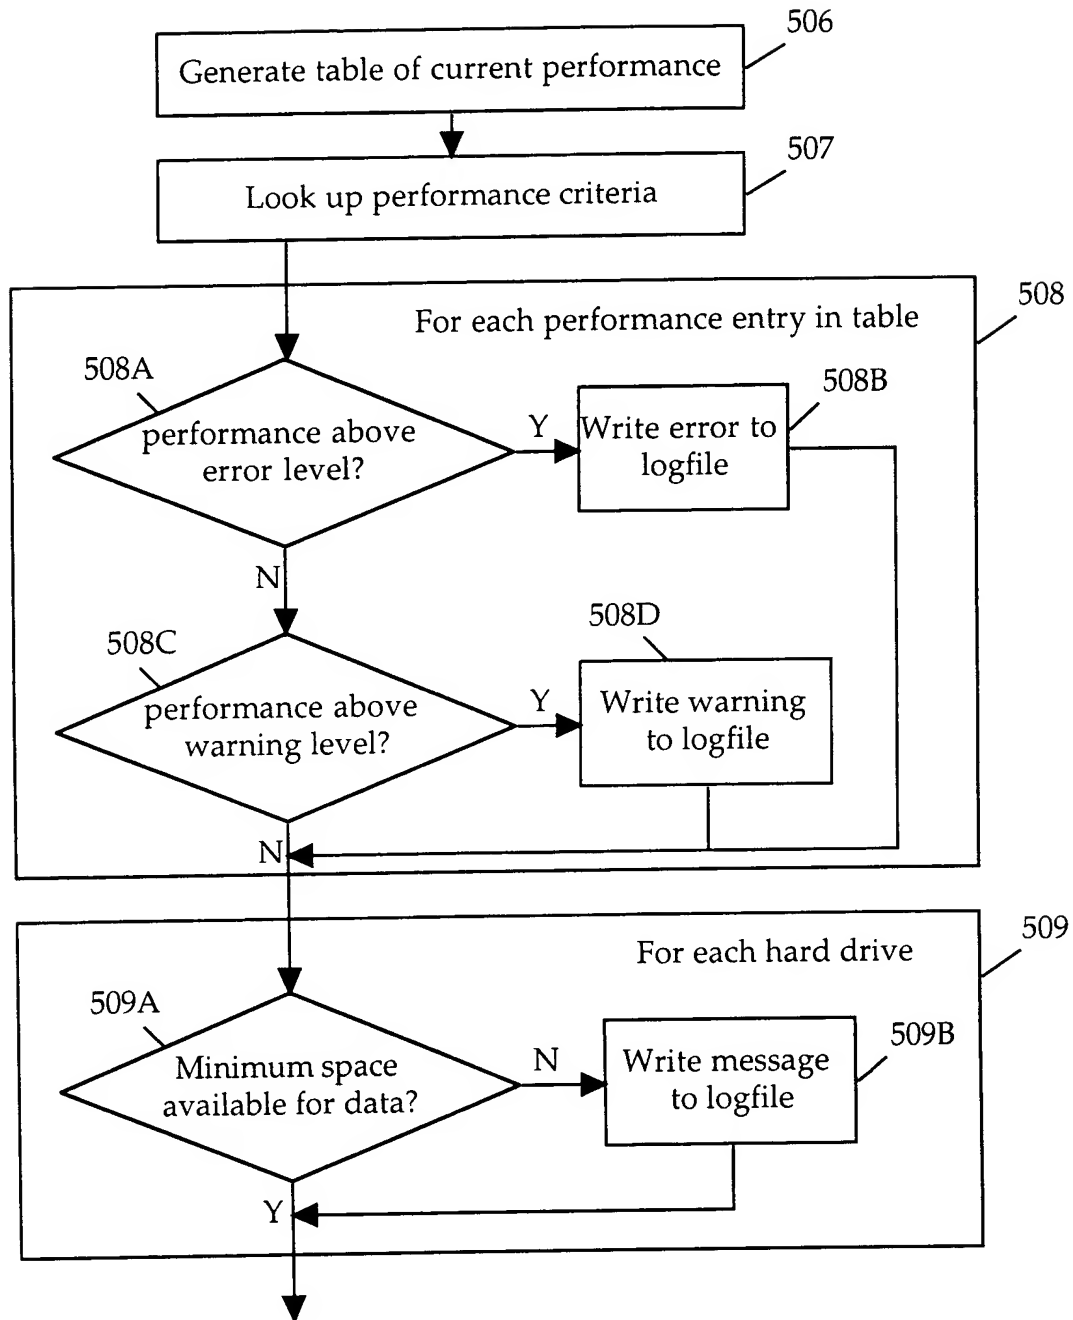 506
Generate table of current performance
507
Look up performance criteria
508
For each performance entry in table
508A
508B
performance above
error level?
Y
Write error to
logfile
N
508C
508D
performance above
warning level?
Y
Write warning
to logfile
N
509
For each hard drive
509A
509B
Minimum space
available for data?
N
Write message
to logfile
Y